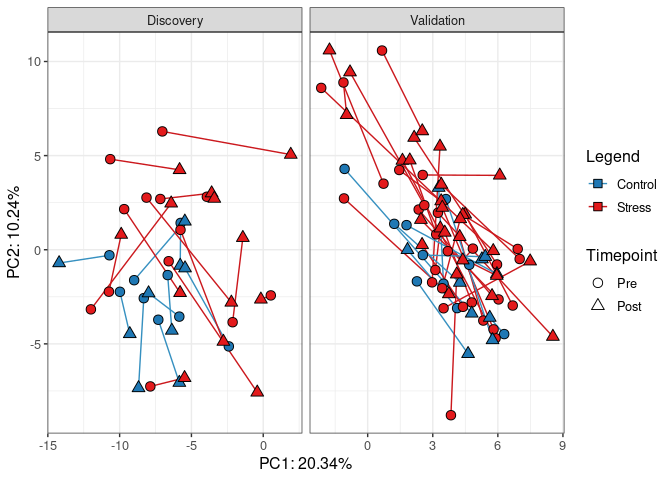 Discovery
Validation
10
5
0
-5
PC2: 10.24%
-15
-10
-5
0
0
3
6
9
PC1: 20.34%
Legend
Control
Stress
Timepoint
Pre
Post